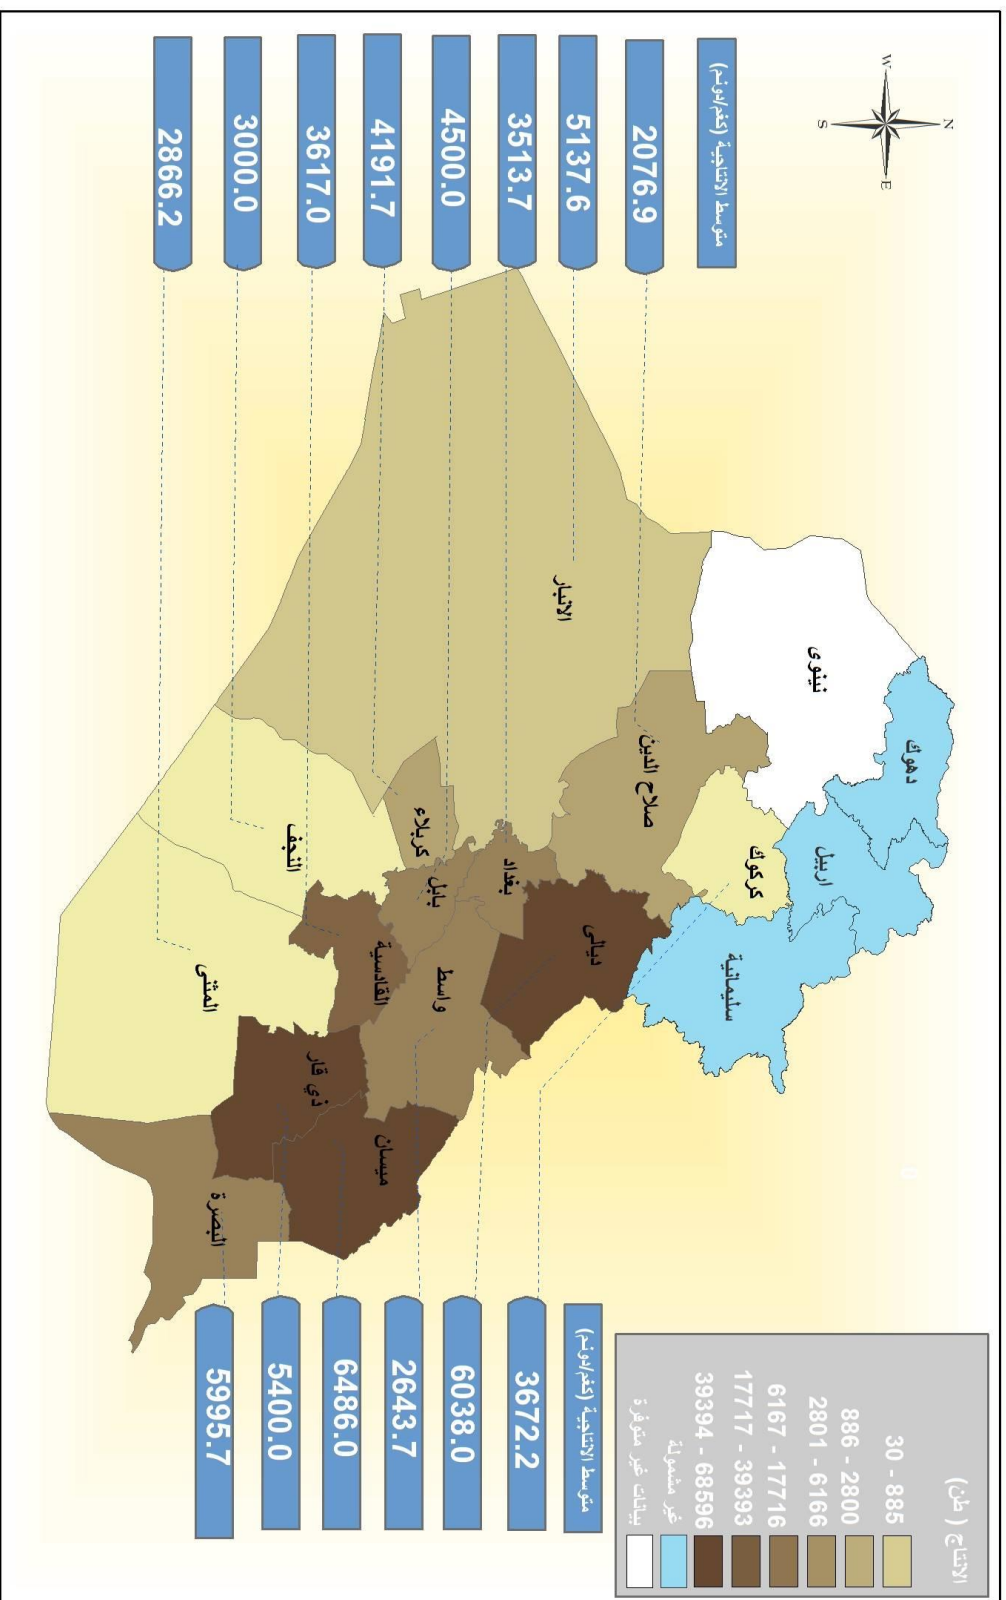 N
W
E
S
متوسط الانتاجية (كغم/دونم)
2076.9
5137.6
3513.7
4500.0
4191.7
3617.0
3000.0
2866.2
دهوك
نينوى
اربيل
كركوك
سليمانية
صلاح الدين
الانبار
ديالى
بغداد
كربلاء
بابل
واسط
النجف
القادسية
المثنى
ذي قار
ميسان
البصرة
0
متوسط الانتاجية (كغم/دونم)
3672.2
6038.0
2643.7
6486.0
5400.0
5995.7
الانتاج ( طن)
30 - 885
886 - 2800
2801 - 6166
6167 - 17716
17717 - 39393
39394 - 68596
غير مشمولة
بيانات غير متوفرة